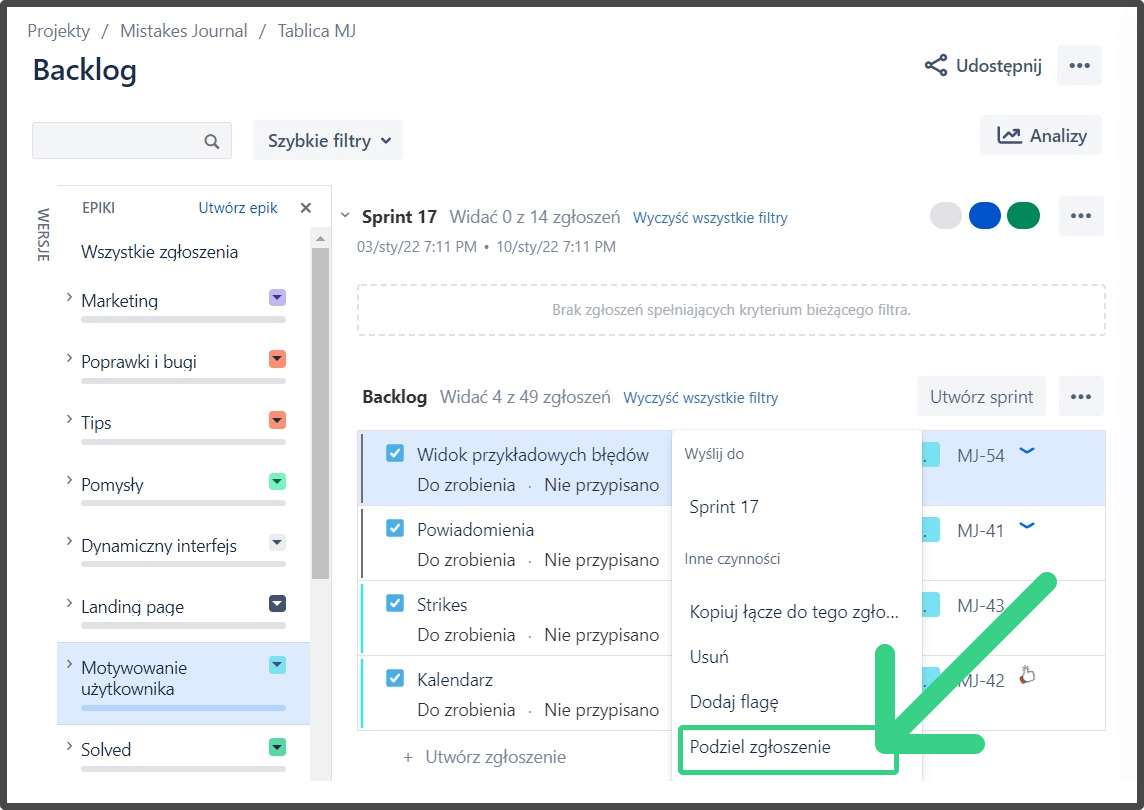 Projekty / Mistakes Journal / Tablica MJ
Backlog
Udostępnij
Szybkie filtry
Analizy
WERSJE
EPIKI
Utwórz epik
Wszystkie zgłoszenia
Marketing
Poprawki i bugi
Tips
Pomysły
Dynamiczny interfejs
Landing page
Motywowanie
użytkownika
Solved
Sprint 17 Widać 0 z 14 zgłoszeń Wyczyść wszystkie filtry
03/sty/22 7:11 PM • 10/sty/22 7:11 PM
Brak zgłoszeń spełniających kryterium bieżącego filtra.
Backlog Widać 4 z 49 zgłoszeń Wyczyść wszystkie filtry
Utwórz sprint
Widok przykładowych błędów
MJ-54
Do zrobienia · Nie przypisano
Powiadomienia
MJ-41
Do zrobienia · Nie przypisano
Strikes
MJ-43
Do zrobienia · Nie przypisano
Kalendarz
MJ-42
Do zrobienia · Nie przypisano
+ Utwórz zgłoszenie
Wyślij do
Sprint 17
Inne czynności
Kopiuj łącze do tego zgło...
Usuń
Dodaj flagę
Podziel zgłoszenie